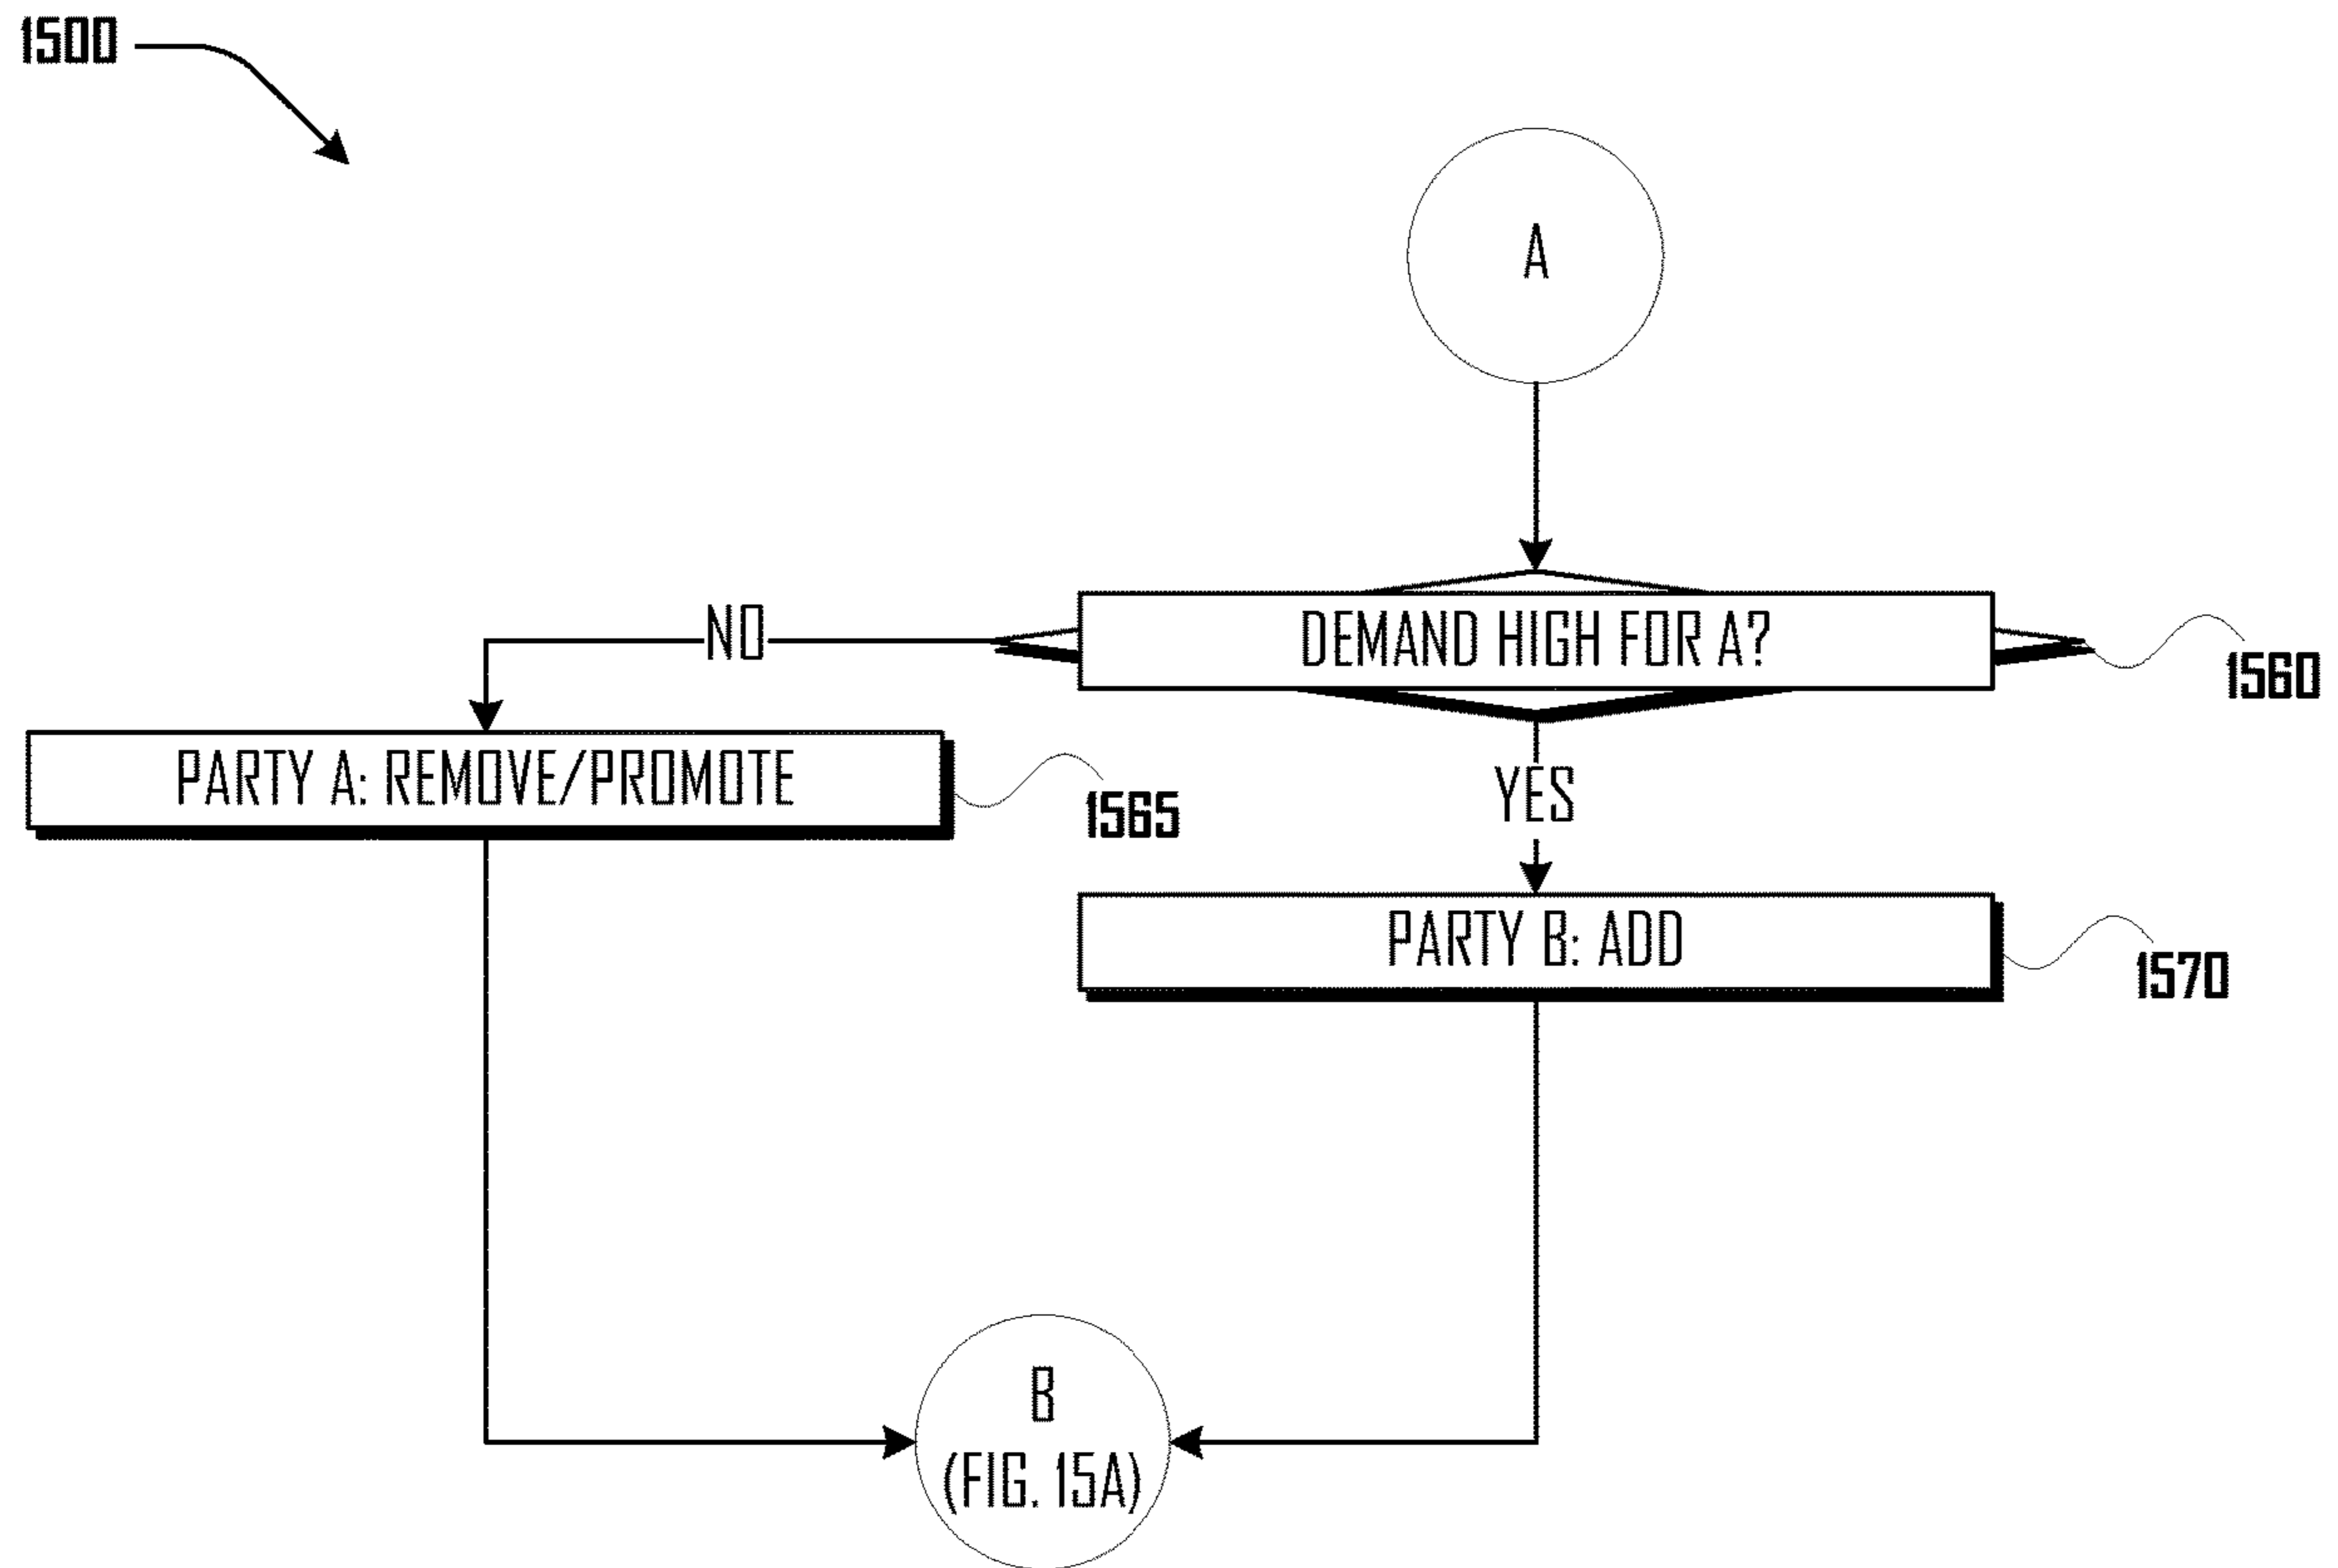 1500
A
DEMAND HIGH FOR A?
NO
1560
PARTY A: REMOVE/PROMOTE
1565
YES
PARTY B: ADD
1570
B
(FIG. 15A)